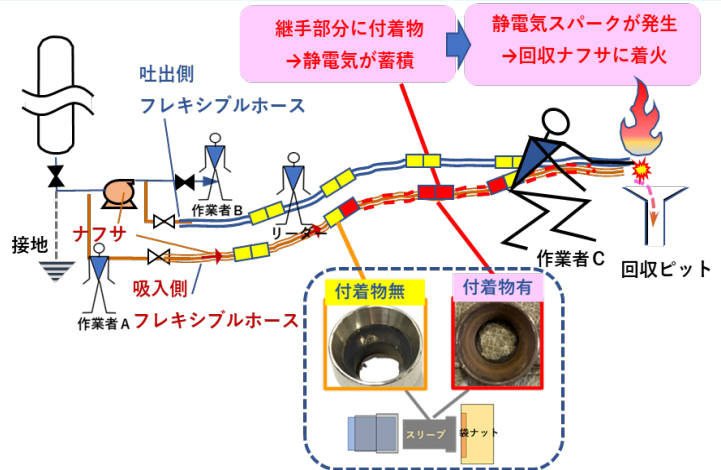 継手部分に付着物
→静電気が蓄積
静電気スパークが発生
→回収ナフサに着火
吐出側
フレキシブルホース
作業者B
リーダー
ナフサ
接地
作業者A
吸入側
フレキシブルホース
作業者C
回収ピット
付着物無
付着物有
スリーブ
袋ナット